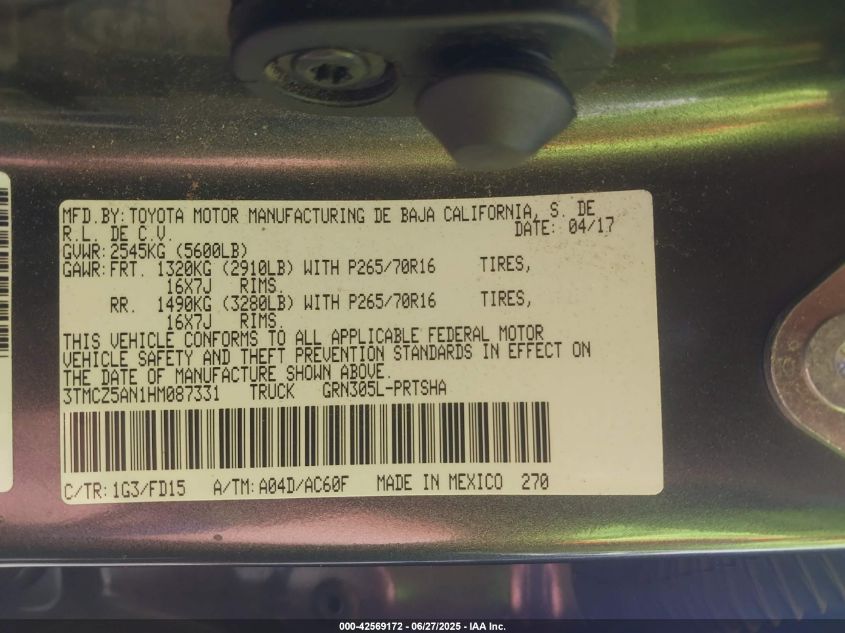 MFD. BY: TOYOTA MOTOR MANUFACTURING DE BAJA CALIFORNIA, S. DE
R.L. DE C.V. DATE: 04/17
GVWR: 2545KG (5600LB)
GAWR: FRT. 1320KG (2910LB) WITH P265/70R16 TIRES,
16X7J RIMS.
RR. 1490KG (3280LB) WITH P265/70R16 TIRES,
16X7J RIMS.
THIS VEHICLE CONFORMS TO ALL APPLICABLE FEDERAL MOTOR
VEHICLE SAFETY AND THEFT PREVENTION STANDARDS IN EFFECT ON
THE DATE OF MANUFACTURE SHOWN ABOVE.
3TMCZ5AN1HM087331 TRUCK GRN305L-PRTSHA
C/TR: 1G3/FD15 A/TM: A04D/AC60F MADE IN MEXICO 270
000-42569172 - 06/27/2025 - IAA Inc.